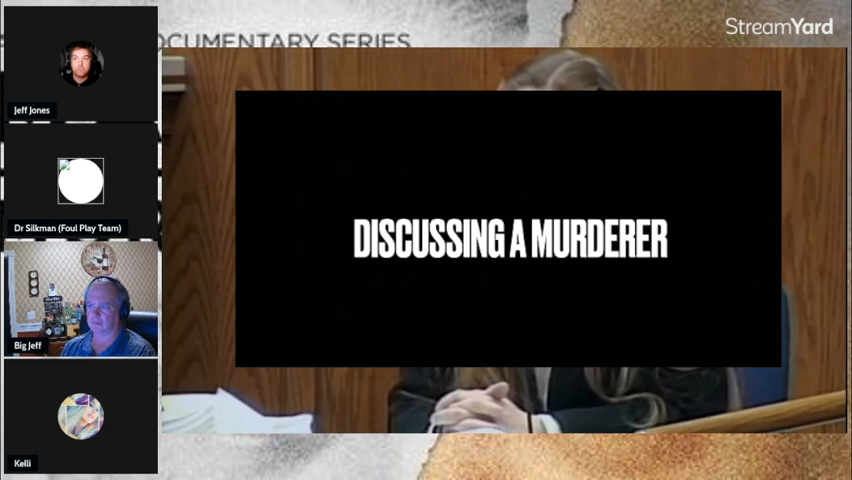 StreamYard
OCUMENTARY SERIES
DISCUSSING A MURDERER
Jeff Jones
Dr Silkman (Foul Play Team)
Big Jeff
Kelli